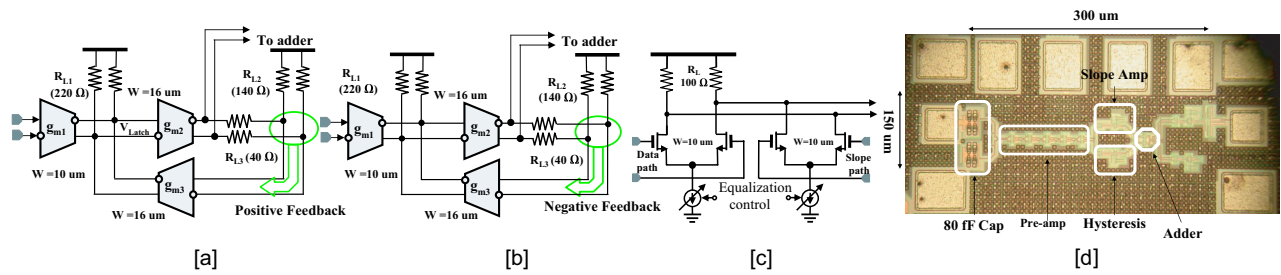 To adder
R_L1
(220 Ω)
W =16 um
R_L2
(140 Ω)
g_m1
g_m2
V_Latch
R_L3 (40 Ω)
W =10 um
g_m3
W =16 um
Positive Feedback
[a]
To adder
R_L1
(220 Ω)
W =16 um
R_L2
(140 Ω)
g_m1
g_m2
R_L3 (40 Ω)
W =10 um
g_m3
W =16 um
Negative Feedback
[b]
R_L
100 Ω
W=10 um
W=10 um
Data
path
Slope
path
Equalization
control
[c]
300 um
150 um
Slope Amp
80 fF Cap
Pre-amp
Hysteresis
Adder
[d]